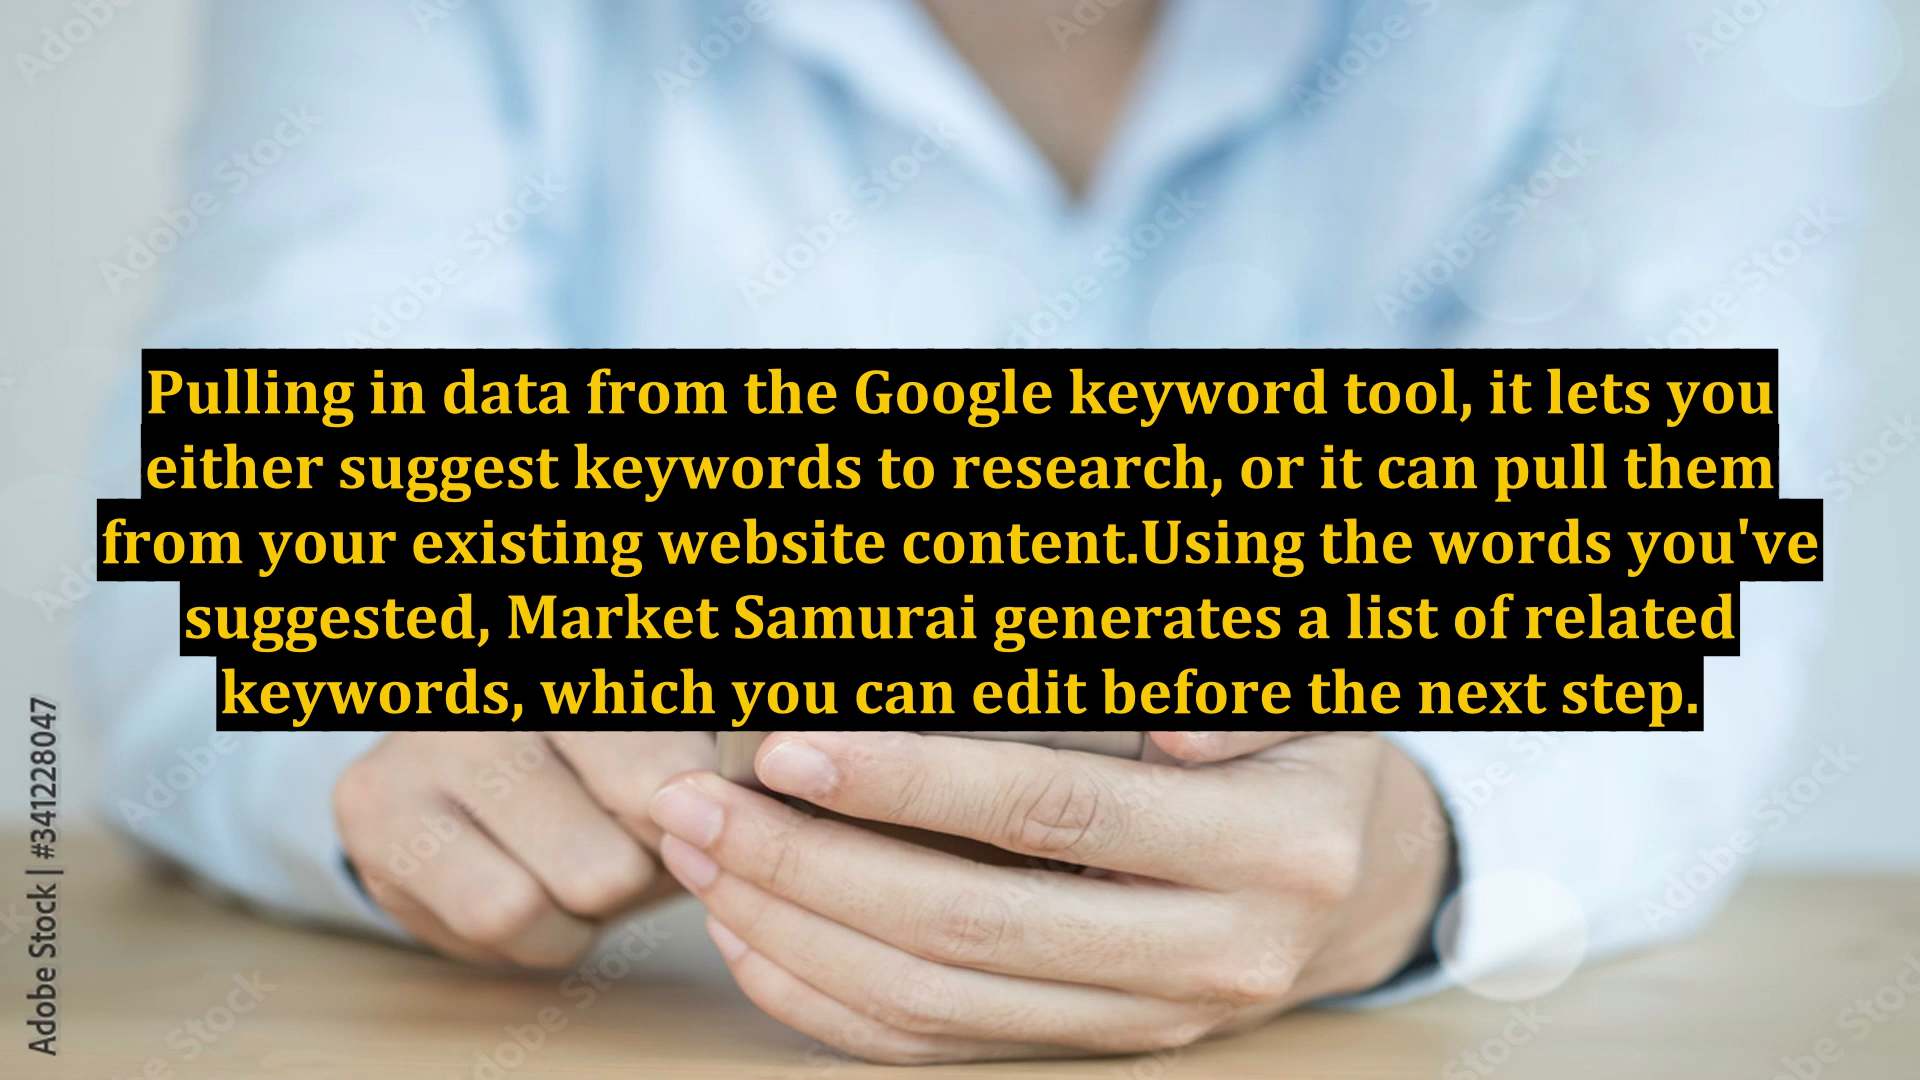 Pulling in data from the Google keyword tool, it lets you
either suggest keywords to research, or it can pull them
from your existing website content.Using the words you've
suggested, Market Samurai generates a list of related
keywords, which you can edit before the next step.
Adobe Stock | #341228047